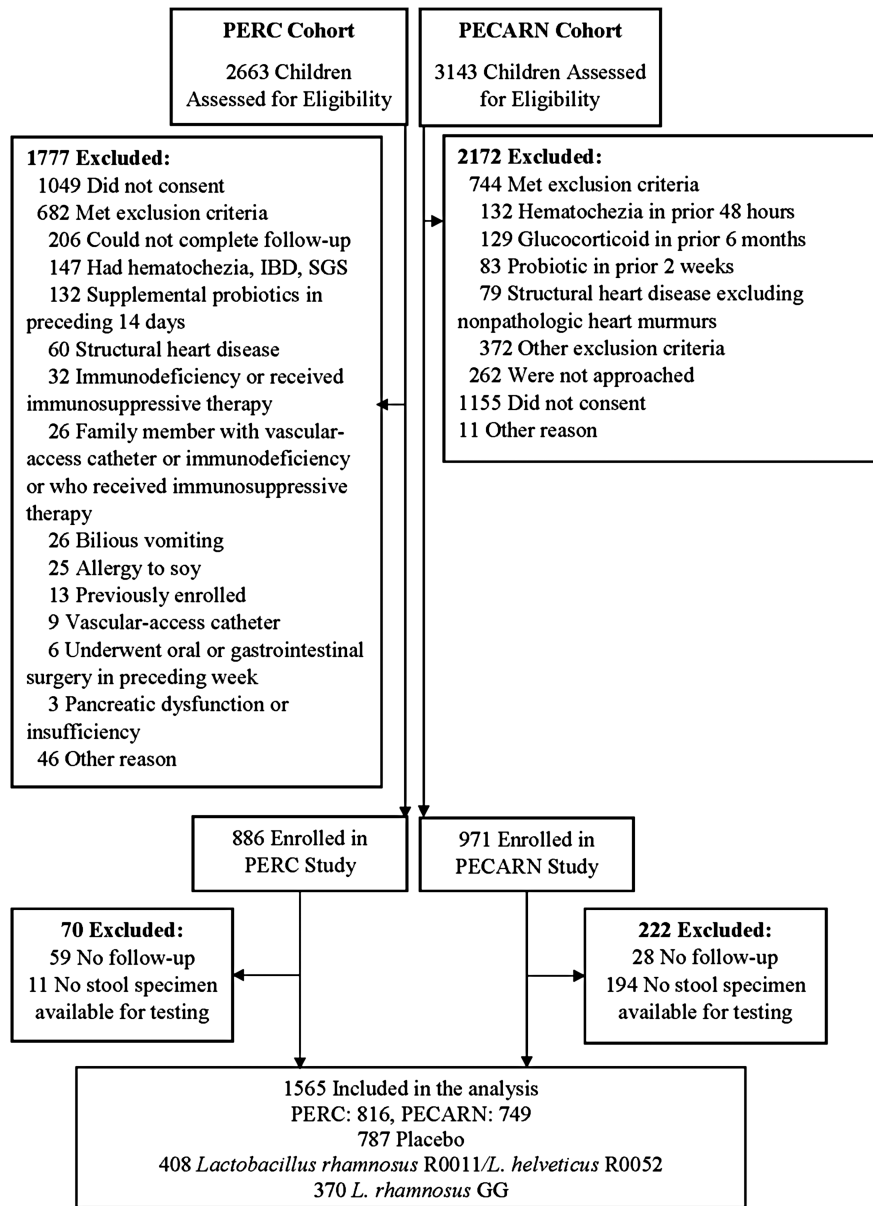 PERC Cohort
2663 Children
Assessed for Eligibility
PECARN Cohort
3143 Children Assessed
for Eligibility
1777 Excluded:
1049 Did not consent
682 Met exclusion criteria
206 Could not complete follow-up
147 Had hematochezia, IBD, SGS
132 Supplemental probiotics in
preceding 14 days
60 Structural heart disease
32 Immunodeficiency or received
immunosuppressive therapy
26 Family member with vascular-
access catheter or immunodeficiency
or who received immunosuppressive
therapy
26 Bilious vomiting
25 Allergy to soy
13 Previously enrolled
9 Vascular-access catheter
6 Underwent oral or gastrointestinal
surgery in preceding week
3 Pancreatic dysfunction or
insufficiency
46 Other reason
2172 Excluded:
744 Met exclusion criteria
132 Hematochezia in prior 48 hours
129 Glucocorticoid in prior 6 months
83 Probiotic in prior 2 weeks
79 Structural heart disease excluding
nonpathologic heart murmurs
372 Other exclusion criteria
262 Were not approached
1155 Did not consent
11 Other reason
886 Enrolled in
PERC Study
971 Enrolled in
PECARN Study
70 Excluded:
59 No follow-up
11 No stool specimen
available for testing
222 Excluded:
28 No follow-up
194 No stool specimen
available for testing
1565 Included in the analysis
PERC: 816, PECARN: 749
787 Placebo
408 Lactobacillus rhamnosus R0011/L. helveticus R0052
370 L. rhamnosus GG